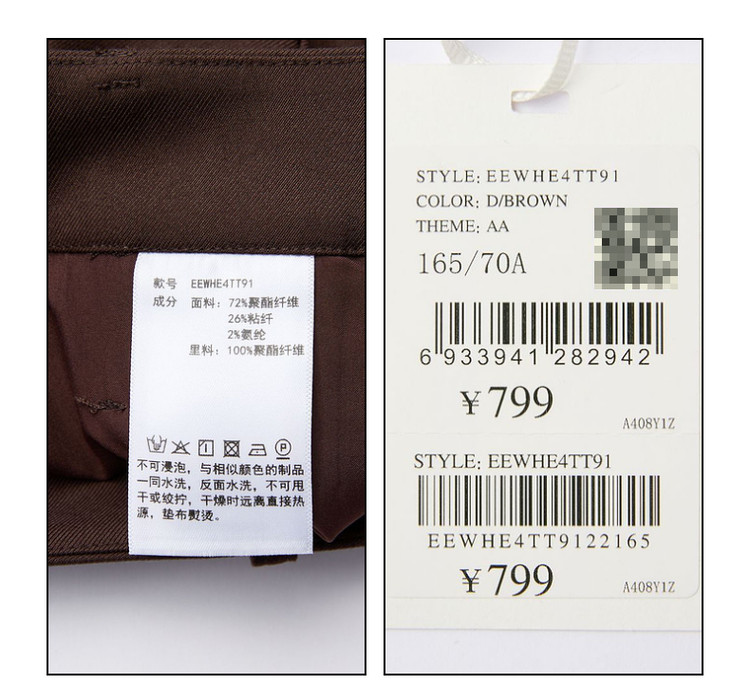 款号 EEWHE4TT91
成分 面料：72%聚酯纤维
26%粘纤
2%氨纶
里料：100%聚酯纤维
不可浸泡，与相似颜色的制品
一同水洗，反面水洗，不可甩
干或绞拧，干燥时远离直接热
源，垫布熨烫。
STYLE: EEWHE4TT91
COLOR: D/BROWN
THEME: AA
165/70A
6 933941 282942
¥799
A408Y1Z
STYLE: EEWHE4TT91
EEWHE4TT9122165
¥799
A408Y1Z